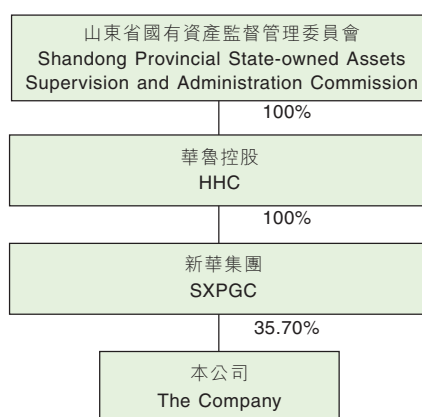 山東省國有資產監督管理委員會
Shandong Provincial State-owned Assets
Supervision and Administration Commission
100%
華魯控股
HHC
100%
新華集團
SXPGC
35.70%
本公司
The Company